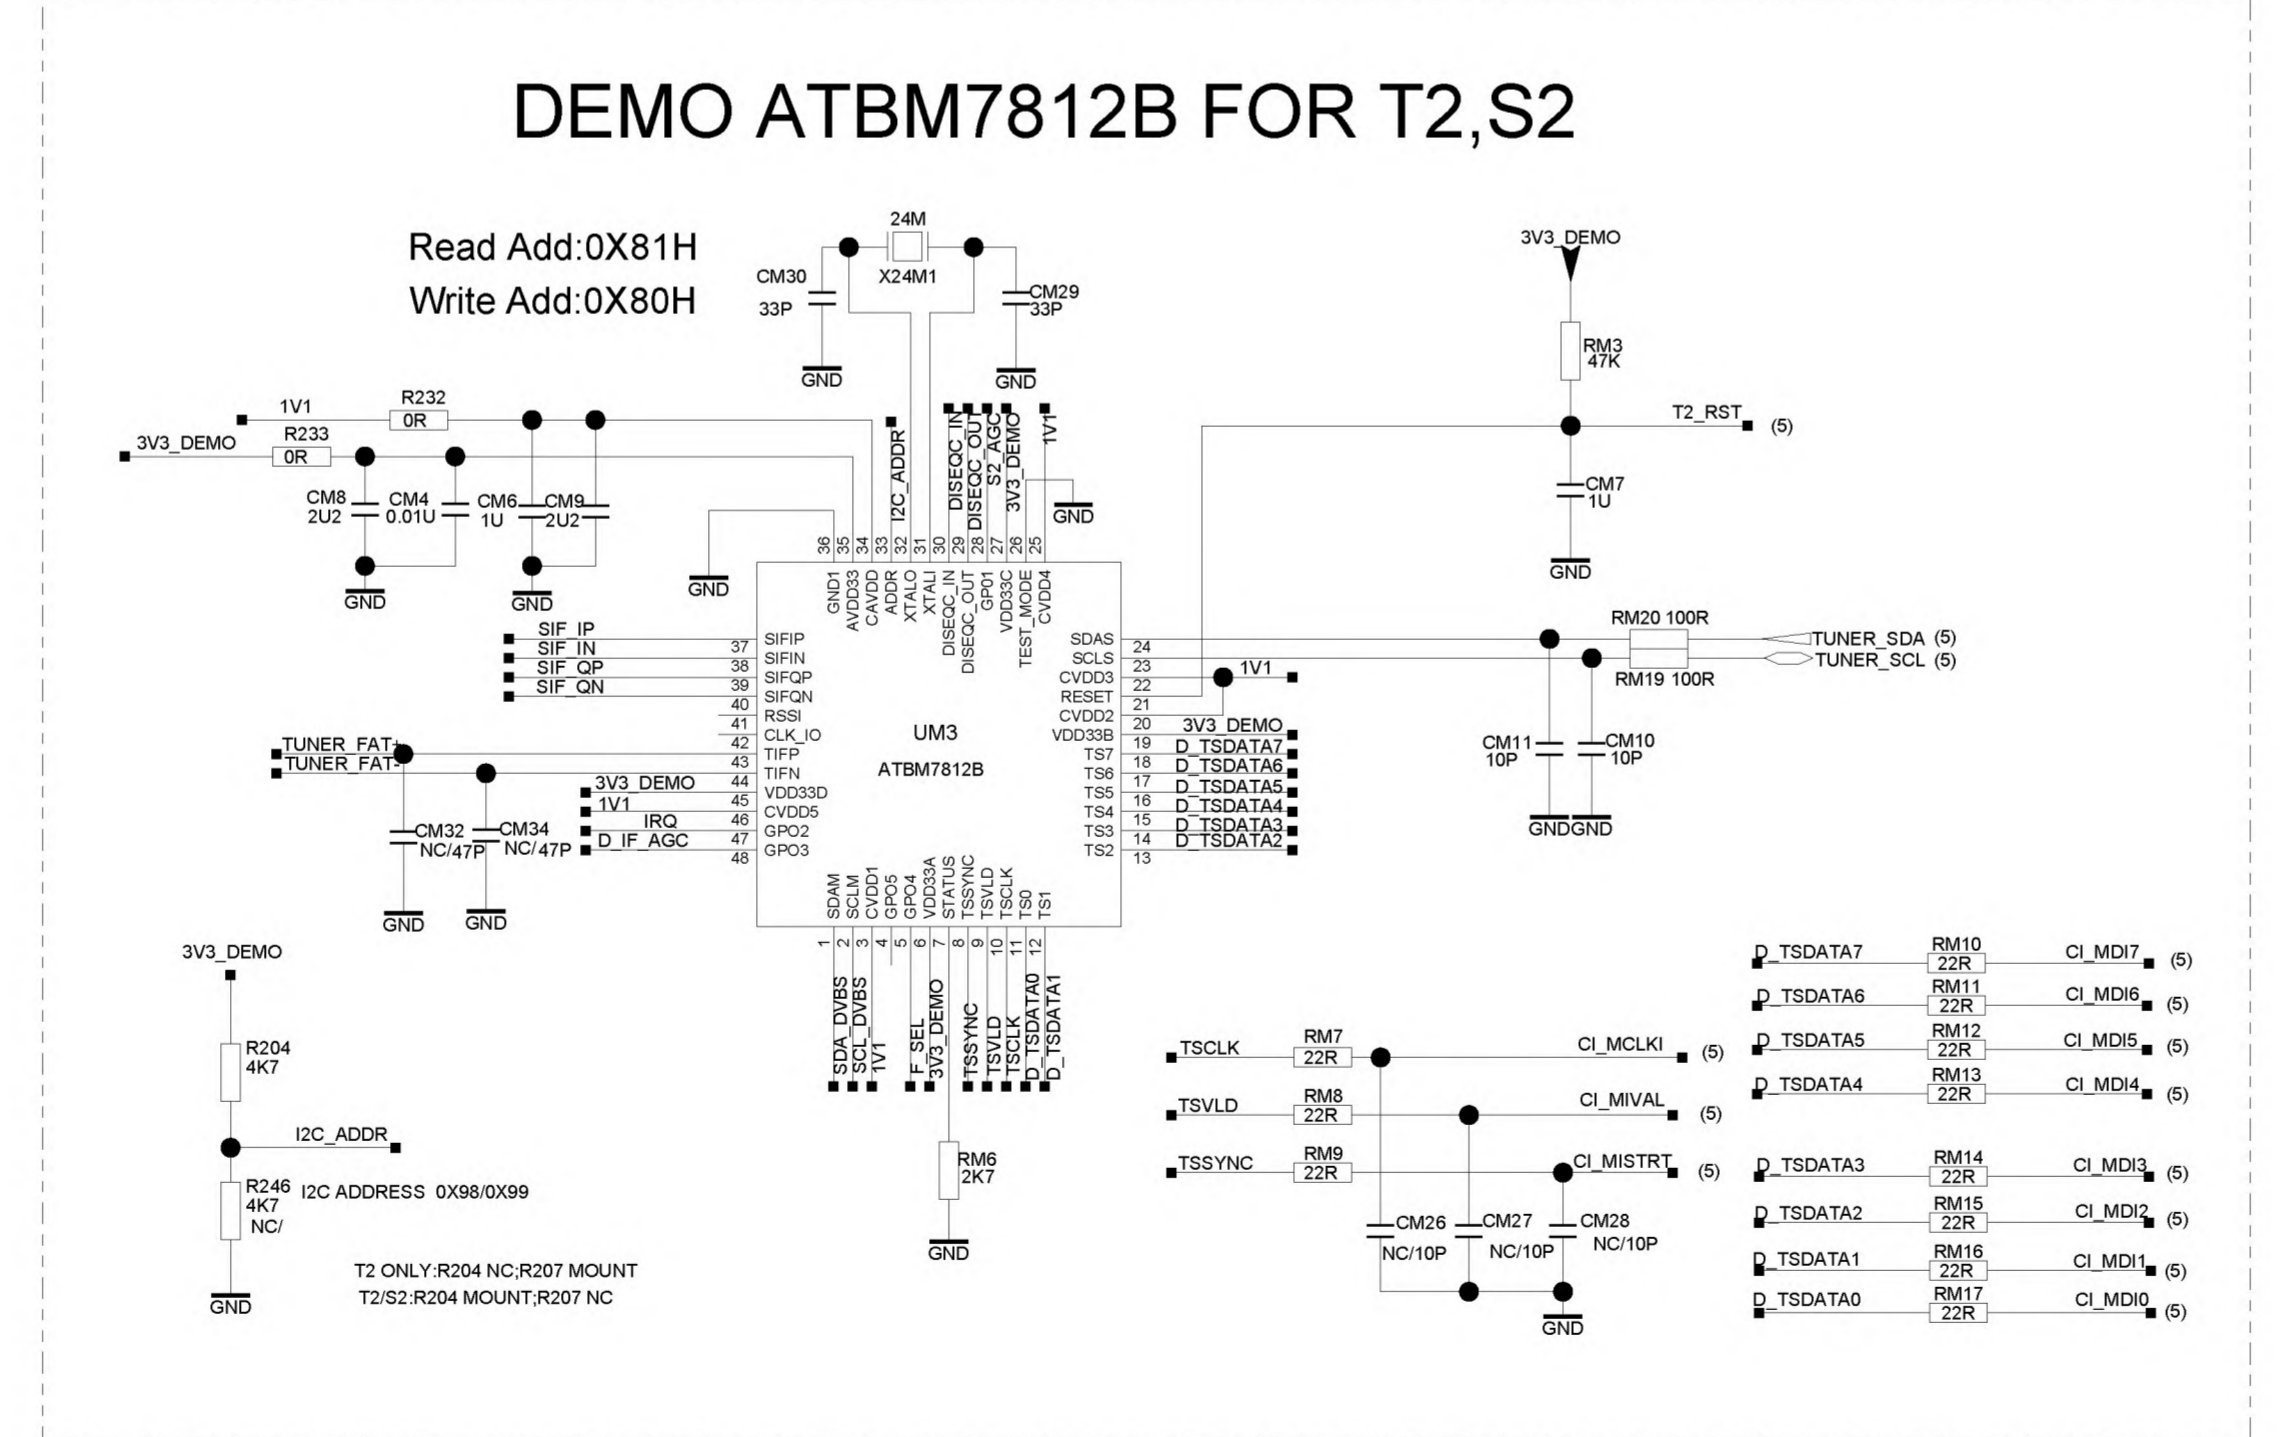 DEMO ATBM7812B FOR T2,S2
Read Add:0X81H
Write Add:0X80H
24M
X24M1
CM30
33P
CM29
33P
GND
GND
3V3_DEMO
RM3
47K
T2_RST
(5)
CM7
1U
GND
1V1
R232
0R
3V3_DEMO
R233
0R
CM8
2U2
CM4
0.01U
CM6
1U
CM9
2U2
GND
GND
GND
I2C_ADDR
DISEQC_IN
DISEQC_OUT
S2_AGC
3V3_DEMO
1V1
GND
36
35
34
33
32
31
30
29
28
27
26
25
GND1
AVDD33
CAVDD
ADDR
XTALO
XTALI
DISEQC_IN
DISEQC_OUT
GP01
VDD33C
TEST_MODE
CVDD4
SIF_IP
SIF_IN
SIF_QP
SIF_QN
37
38
39
40
41
42
43
44
45
46
47
48
SIFIP
SIFIN
SIFQP
SIFQN
RSSI
CLK_IO
TIFP
TIFN
VDD33D
CVDD5
GPO2
GPO3
UM3
ATBM7812B
SDAS
SCLS
CVDD3
RESET
CVDD2
VDD33B
TS7
TS6
TS5
TS4
TS3
TS2
24
23
22
21
20
19
18
17
16
15
14
13
1V1
3V3_DEMO
D_TSDATA7
D_TSDATA6
D_TSDATA5
D_TSDATA4
D_TSDATA3
D_TSDATA2
RM20 100R
RM19 100R
TUNER_SDA (5)
TUNER_SCL (5)
CM11
10P
CM10
10P
GND
GND
TUNER_FAT+
TUNER_FAT-
3V3_DEMO
1V1
IRQ
D_IF_AGC
CM32
NC/47P
CM34
NC/47P
GND
GND
SDAM
SCLM
CVDD1
GPO5
GPO4
VDD33A
STATUS
TSSYNC
TSVLD
TSCLK
TS0
TS1
1
2
3
4
5
6
7
8
9
10
11
12
SDA_DVBS
SCL_DVBS
1V1
F_SEL
3V3_DEMO
TSSYNC
TSVLD
TSCLK
D_TSDATA0
D_TSDATA1
RM6
2K7
GND
3V3_DEMO
R204
4K7
I2C_ADDR
R246
4K7
NC/
I2C ADDRESS 0X98/0X99
GND
T2 ONLY:R204 NC;R207 MOUNT
T2/S2:R204 MOUNT;R207 NC
TSCLK
RM7
22R
CI_MCLKI
(5)
TSVLD
RM8
22R
CI_MIVAL
(5)
TSSYNC
RM9
22R
CI_MISTRT
(5)
CM26
NC/10P
CM27
NC/10P
CM28
NC/10P
GND
D_TSDATA7
RM10
22R
CI_MDI7
(5)
D_TSDATA6
RM11
22R
CI_MDI6
(5)
D_TSDATA5
RM12
22R
CI_MDI5
(5)
D_TSDATA4
RM13
22R
CI_MDI4
(5)
D_TSDATA3
RM14
22R
CI_MDI3
(5)
D_TSDATA2
RM15
22R
CI_MDI2
(5)
D_TSDATA1
RM16
22R
CI_MDI1
(5)
D_TSDATA0
RM17
22R
CI_MDI0
(5)